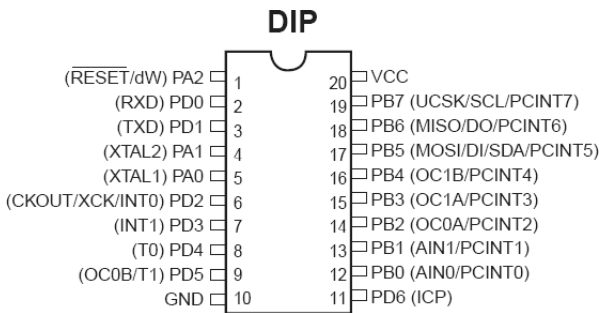 DIP
(RESET/dW) PA2 1 20 VCC
(RXD) PD0 2 19 PB7 (UCSK/SCL/PCINT7)
(TXD) PD1 3 18 PB6 (MISO/DO/PCINT6)
(XTAL2) PA1 4 17 PB5 (MOSI/DI/SDA/PCINT5)
(XTAL1) PA0 5 16 PB4 (OC1B/PCINT4)
(CKOUT/XCK/INT0) PD2 6 15 PB3 (OC1A/PCINT3)
(INT1) PD3 7 14 PB2 (OC0A/PCINT2)
(T0) PD4 8 13 PB1 (AIN1/PCINT1)
(OC0B/T1) PD5 9 12 PB0 (AIN0/PCINT0)
GND 10 11 PD6 (ICP)